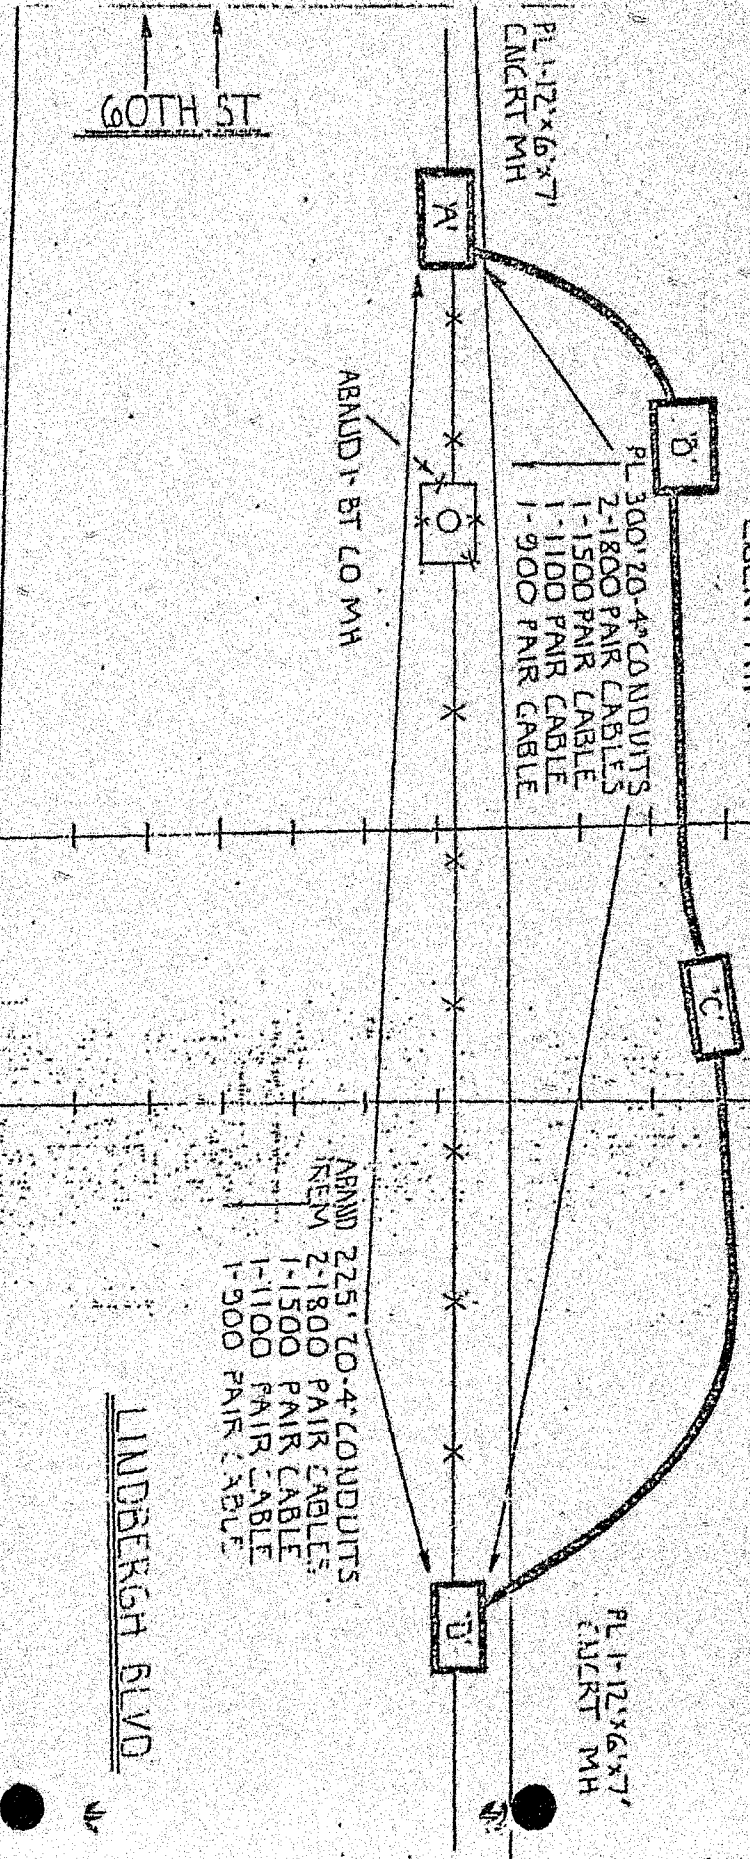 60TH ST
PL 1-12'x6'x7'
CNCRT MH
'A'
'B'
PL 300' 20-4" CONDUITS
2-1800 PAIR CABLES
1-1500 PAIR CABLE
1-1100 PAIR CABLE
1-900 PAIR CABLE
ABAND 1-BT CO MH
'C'
ABAND 225' 20-4" CONDUITS
REM 2-1800 PAIR CABLES
1-1500 PAIR CABLE
1-1100 PAIR CABLE
1-900 PAIR CABLE
'D'
PL 1-12'x6'x7'
CNCRT MH
LINDBERGH BLVD